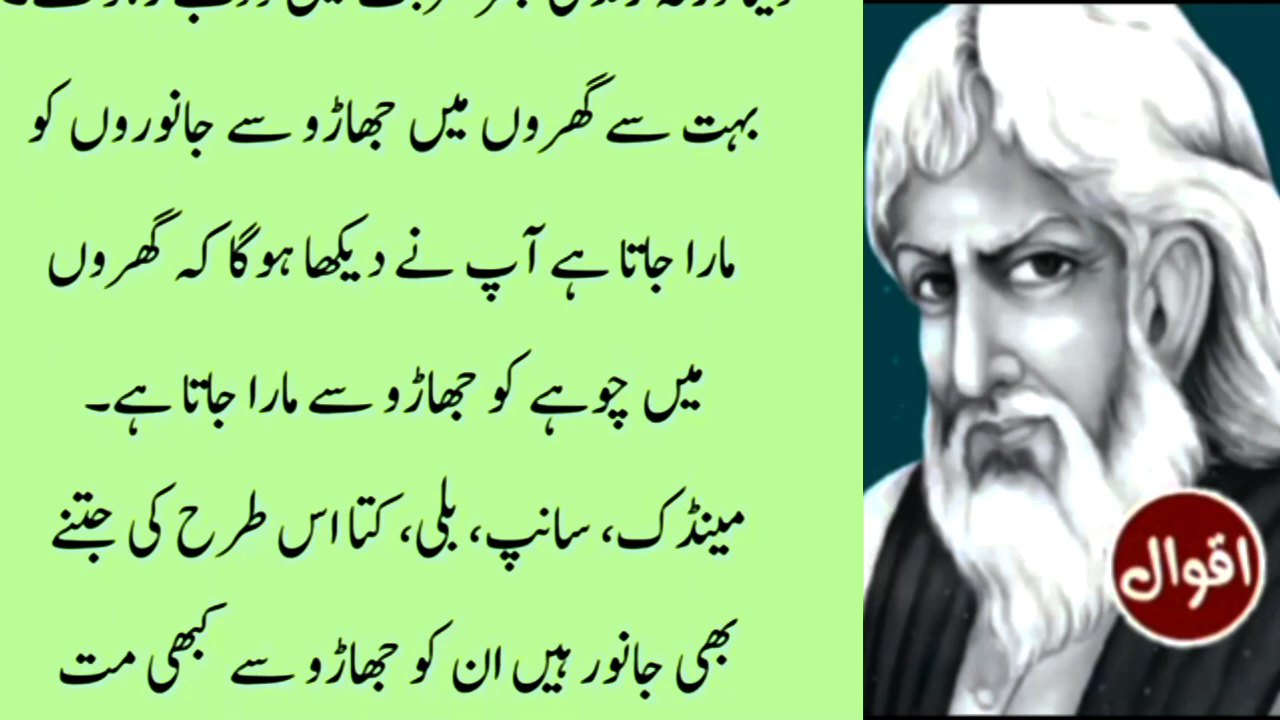 بہت سے گھروں میں جھاڑو سے جانوروں کو
مارا جاتا ہے آپ نے دیکھا ہوگا کہ گھروں
میں چوہے کو جھاڑو سے مارا جاتا ہے۔
مینڈک، سانپ، بلی، کتا اس طرح کی جتنے
بھی جانور ہیں ان کو جھاڑو سے کبھی مت
اقوال